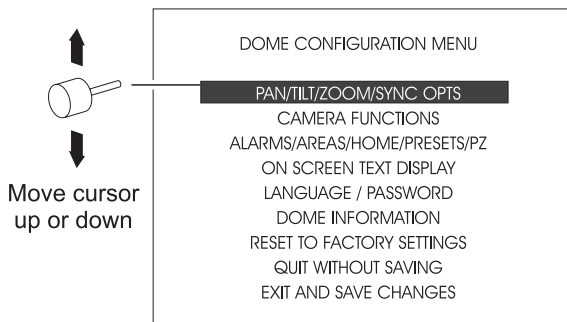 DOME CONFIGURATION MENU
PAN/TILT/ZOOM/SYNC OPTS
CAMERA FUNCTIONS
ALARMS/AREAS/HOME/PRESETS/PZ
ON SCREEN TEXT DISPLAY
LANGUAGE / PASSWORD
DOME INFORMATION
RESET TO FACTORY SETTINGS
QUIT WITHOUT SAVING
EXIT AND SAVE CHANGES
Move cursor
up or down